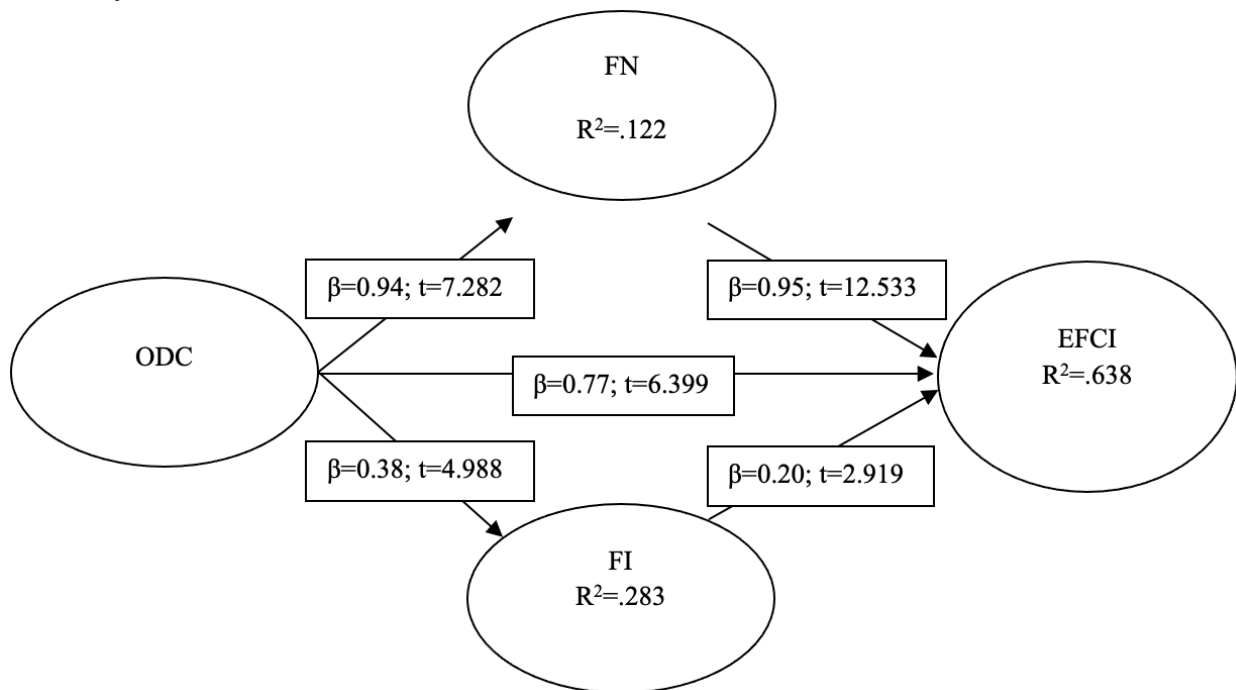 FN
R²=.122
β=0.94; t=7.282
β=0.95; t=12.533
ODC
β=0.77; t=6.399
EFCI
R²=.638
β=0.38; t=4.988
β=0.20; t=2.919
FI
R²=.283